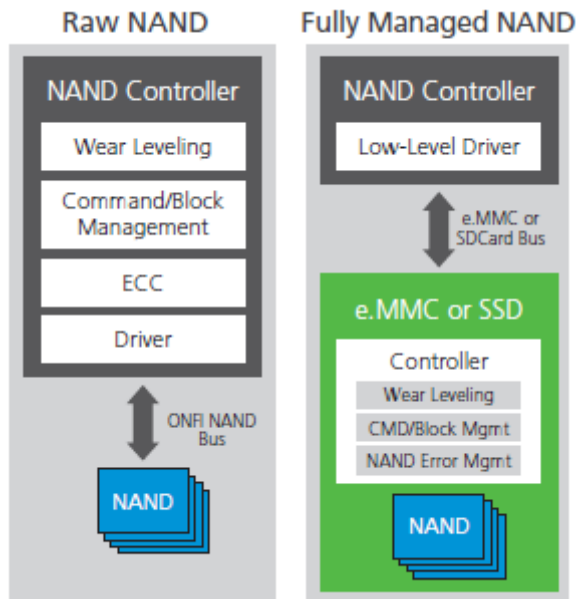 Raw NAND
NAND Controller
Wear Leveling
Command/Block
Management
ECC
Driver
ONFI NAND
Bus
NAND
Fully Managed NAND
NAND Controller
Low-Level Driver
e.MMC or
SDCard Bus
e.MMC or SSD
Controller
Wear Leveling
CMD/Block Mgmt
NAND Error Mgmt
NAND